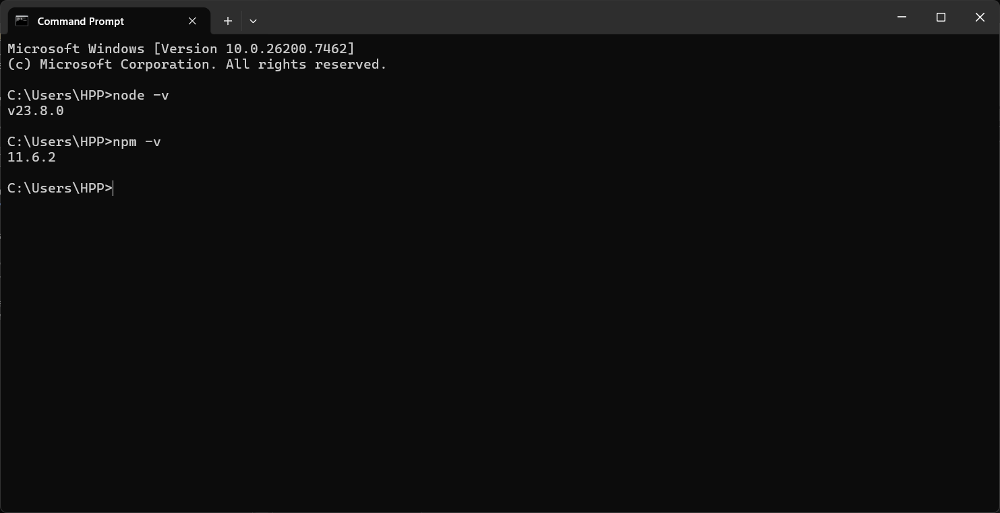 Command Prompt
Microsoft Windows [Version 10.0.26200.7462]
(c) Microsoft Corporation. All rights reserved.
C:\Users\HPP>node -v
v23.8.0
C:\Users\HPP>npm -v
11.6.2
C:\Users\HPP>